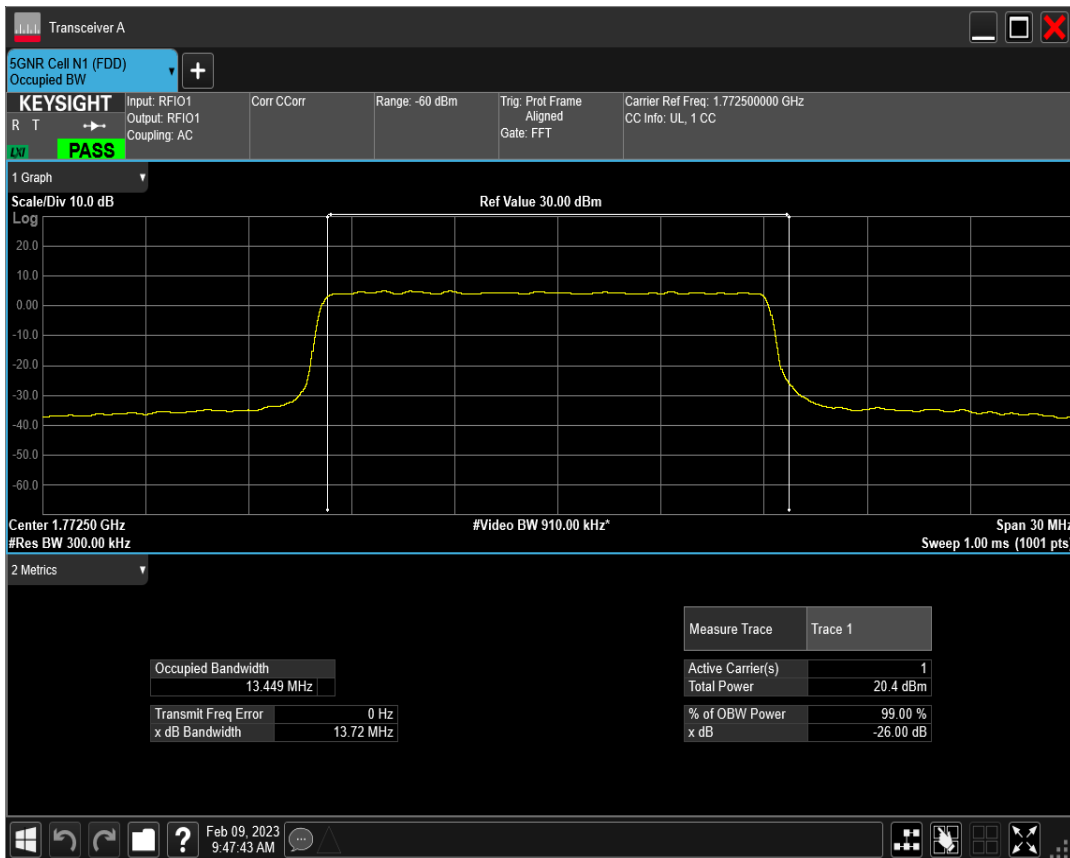 Transceiver A
5GNR Cell N1 (FDD)
Occupied BW
KEYSIGHT
R T
LXI
PASS
Input: RFIO1
Output: RFIO1
Coupling: AC
Corr CCorr
Range: -60 dBm
Trig: Prot Frame
Aligned
Gate: FFT
Carrier Ref Freq: 1.772500000 GHz
CC Info: UL, 1 CC
1 Graph
Scale/Div 10.0 dB
Ref Value 30.00 dBm
Log
20.0
10.0
0.00
-10.0
-20.0
-30.0
-40.0
-50.0
-60.0
Center 1.77250 GHz
#Video BW 910.00 kHz*
Span 30 MHz
#Res BW 300.00 kHz
Sweep 1.00 ms (1001 pts)
2 Metrics
Measure Trace Trace 1
Occupied Bandwidth
13.449 MHz
Active Carrier(s) 1
Total Power 20.4 dBm
Transmit Freq Error 0 Hz
x dB Bandwidth 13.72 MHz
% of OBW Power 99.00 %
x dB -26.00 dB
?
Feb 09, 2023
9:47:43 AM